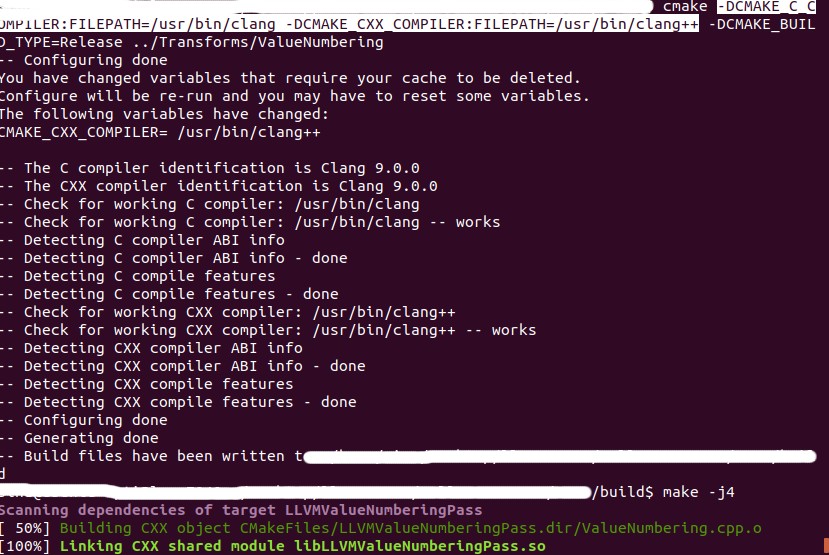 cmake -DCMAKE_C_C
OMPILER:FILEPATH=/usr/bin/clang -DCMAKE_CXX_COMPILER:FILEPATH=/usr/bin/clang++ -DCMAKE_BUIL
D_TYPE=Release ../Transforms/ValueNumbering
-- Configuring done
You have changed variables that require your cache to be deleted.
Configure will be re-run and you may have to reset some variables.
The following variables have changed:
CMAKE_CXX_COMPILER= /usr/bin/clang++
-- The C compiler identification is Clang 9.0.0
-- The CXX compiler identification is Clang 9.0.0
-- Check for working C compiler: /usr/bin/clang
-- Check for working C compiler: /usr/bin/clang -- works
-- Detecting C compiler ABI info
-- Detecting C compiler ABI info - done
-- Detecting C compile features
-- Detecting C compile features - done
-- Check for working CXX compiler: /usr/bin/clang++
-- Check for working CXX compiler: /usr/bin/clang++ -- works
-- Detecting CXX compiler ABI info
-- Detecting CXX compiler ABI info - done
-- Detecting CXX compile features
-- Detecting CXX compile features - done
-- Configuring done
-- Generating done
-- Build files have been written t
d
/build$ make -j4
Scanning dependencies of target LLVMValueNumberingPass
[ 50%] Building CXX object CMakeFiles/LLVMValueNumberingPass.dir/ValueNumbering.cpp.o
[100%] Linking CXX shared module libLLVMValueNumberingPass.so